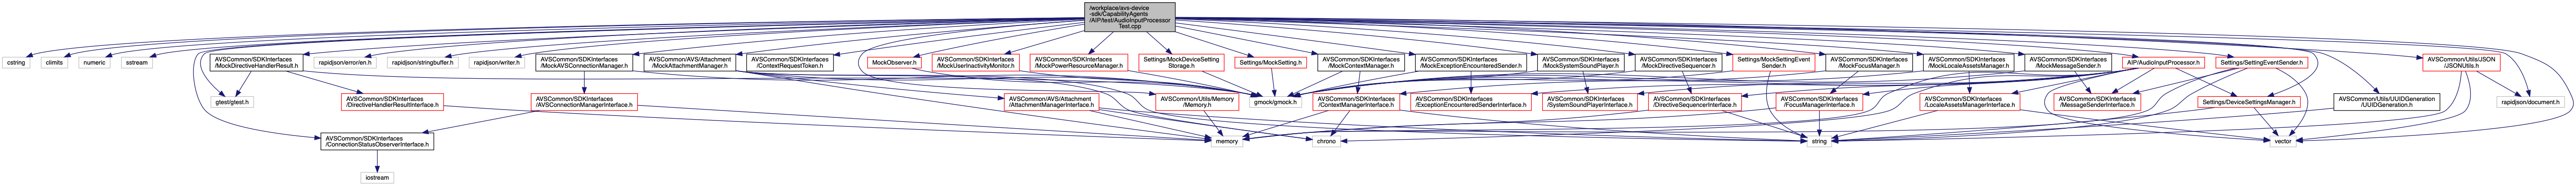 /workplace/avs-device
-sdk/CapabilityAgents
/AIP/test/AudioInputProcessor
Test.cpp
cstring
climits
numeric
sstream
AVSCommon/SDKInterfaces
/MockDirectiveHandlerResult.h
rapidjson/error/en.h
rapidjson/stringbuffer.h
rapidjson/writer.h
AVSCommon/SDKInterfaces
/MockAVSConnectionManager.h
AVSCommon/AVS/Attachment
/MockAttachmentManager.h
AVSCommon/SDKInterfaces
/ContextRequestToken.h
MockObserver.h
AVSCommon/SDKInterfaces
/MockUserInactivityMonitor.h
AVSCommon/SDKInterfaces
/MockPowerResourceManager.h
Settings/MockDeviceSetting
Storage.h
Settings/MockSetting.h
AVSCommon/SDKInterfaces
/MockContextManager.h
AVSCommon/SDKInterfaces
/MockExceptionEncounteredSender.h
AVSCommon/SDKInterfaces
/MockSystemSoundPlayer.h
AVSCommon/SDKInterfaces
/MockDirectiveSequencer.h
Settings/MockSettingEvent
Sender.h
AVSCommon/SDKInterfaces
/MockFocusManager.h
AVSCommon/SDKInterfaces
/MockLocaleAssetsManager.h
AVSCommon/SDKInterfaces
/MockMessageSender.h
AIP/AudioInputProcessor.h
Settings/SettingEventSender.h
AVSCommon/Utils/JSON
/JSONUtils.h
gtest/gtest.h
AVSCommon/SDKInterfaces
/DirectiveHandlerResultInterface.h
AVSCommon/SDKInterfaces
/AVSConnectionManagerInterface.h
AVSCommon/AVS/Attachment
/AttachmentManagerInterface.h
AVSCommon/Utils/Memory
/Memory.h
gmock/gmock.h
AVSCommon/SDKInterfaces
/ContextManagerInterface.h
AVSCommon/SDKInterfaces
/ExceptionEncounteredSenderInterface.h
AVSCommon/SDKInterfaces
/SystemSoundPlayerInterface.h
AVSCommon/SDKInterfaces
/DirectiveSequencerInterface.h
AVSCommon/SDKInterfaces
/FocusManagerInterface.h
AVSCommon/SDKInterfaces
/LocaleAssetsManagerInterface.h
AVSCommon/SDKInterfaces
/MessageSenderInterface.h
Settings/DeviceSettingsManager.h
AVSCommon/Utils/UUIDGeneration
/UUIDGeneration.h
rapidjson/document.h
AVSCommon/SDKInterfaces
/ConnectionStatusObserverInterface.h
memory
chrono
string
vector
iostream